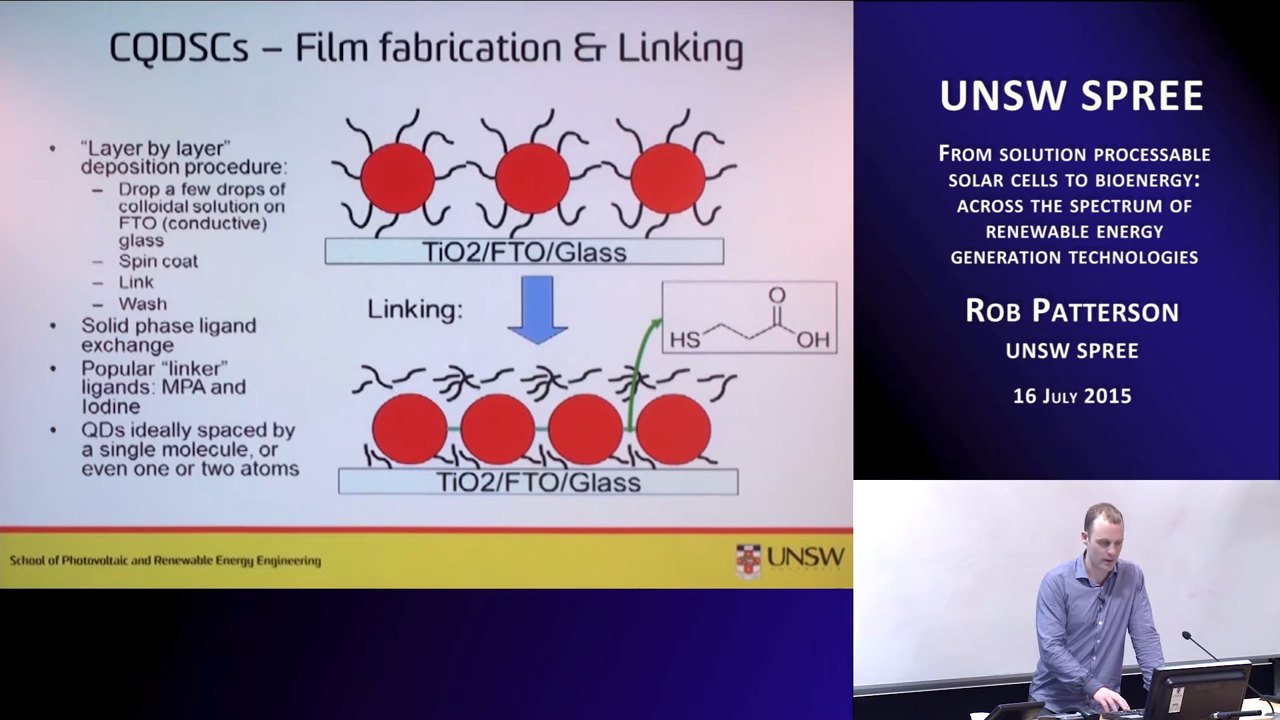 CQDSCs – Film fabrication & Linking
• "Layer by layer"
deposition procedure:
– Drop a few drops of
colloidal solution on
FTO (conductive)
glass
– Spin coat
– Link
– Wash
• Solid phase ligand
exchange
• Popular "linker"
ligands: MPA and
Iodine
• QDs ideally spaced by
a single molecule, or
even one or two atoms
TiO2/FTO/Glass
Linking:
O
HS
OH
TiO2/FTO/Glass
School of Photovoltaic and Renewable Energy Engineering
UNSW
UNSW SPREE
FROM SOLUTION PROCESSABLE
SOLAR CELLS TO BIOENERGY:
ACROSS THE SPECTRUM OF
RENEWABLE ENERGY
GENERATION TECHNOLOGIES
ROB PATTERSON
UNSW SPREE
16 JULY 2015